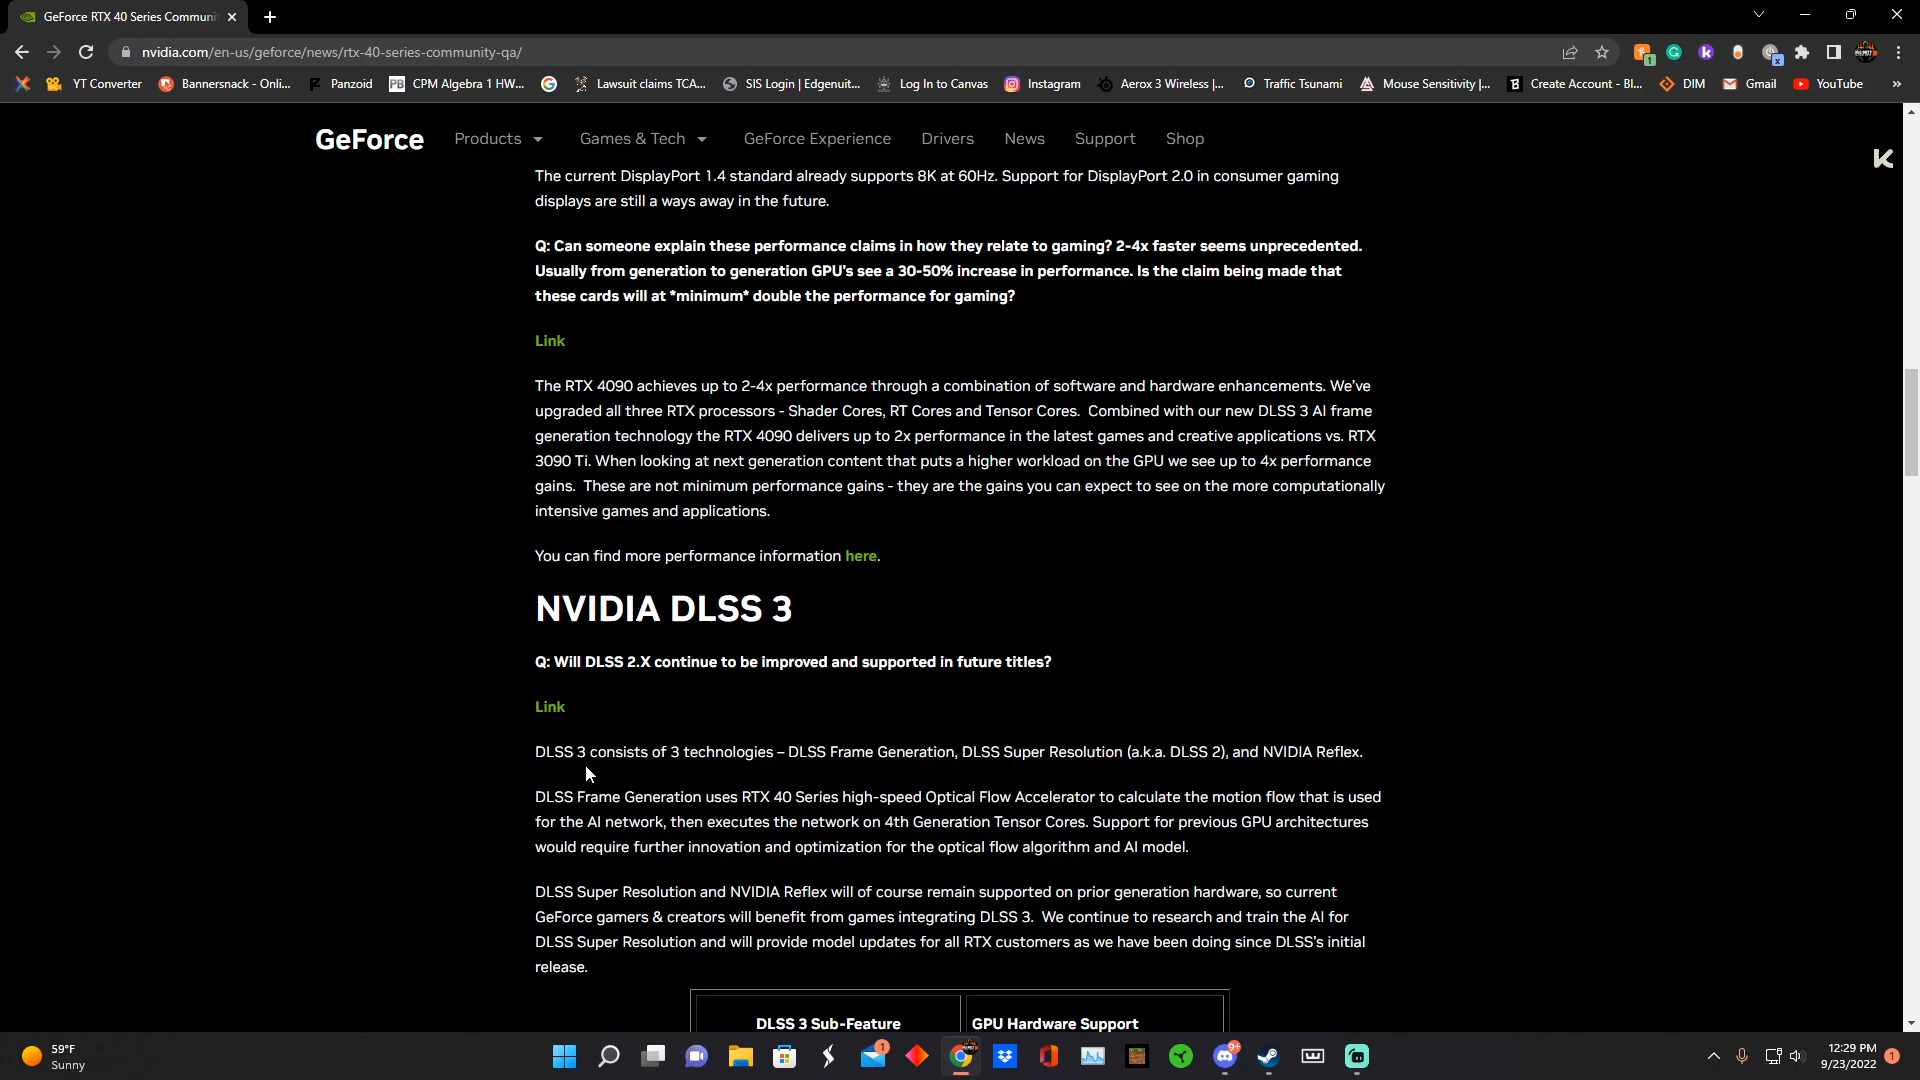 GeForce RTX 40 Series Communi
nvidia.com/en-us/geforce/news/rtx-40-series-community-qa/
YT Converter
Bannersnack - Onli...
Panzoid
CPM Algebra 1 HW...
Lawsuit claims TCA...
SIS Login | Edgenuit...
Log In to Canvas
Instagram
Aerox 3 Wireless |...
Traffic Tsunami
Mouse Sensitivity |...
Create Account - Bl...
DIM
Gmail
YouTube
GeForce
Products
Games & Tech
GeForce Experience
Drivers
News
Support
Shop
The current DisplayPort 1.4 standard already supports 8K at 60Hz. Support for DisplayPort 2.0 in consumer gaming
displays are still a ways away in the future.
Q: Can someone explain these performance claims in how they relate to gaming? 2-4x faster seems unprecedented.
Usually from generation to generation GPU's see a 30-50% increase in performance. Is the claim being made that
these cards will at *minimum* double the performance for gaming?
Link
The RTX 4090 achieves up to 2-4x performance through a combination of software and hardware enhancements. We've
upgraded all three RTX processors - Shader Cores, RT Cores and Tensor Cores. Combined with our new DLSS 3 AI frame
generation technology the RTX 4090 delivers up to 2x performance in the latest games and creative applications vs. RTX
3090 Ti. When looking at next generation content that puts a higher workload on the GPU we see up to 4x performance
gains. These are not minimum performance gains - they are the gains you can expect to see on the more computationally
intensive games and applications.
You can find more performance information here.
NVIDIA DLSS 3
Q: Will DLSS 2.X continue to be improved and supported in future titles?
Link
DLSS 3 consists of 3 technologies – DLSS Frame Generation, DLSS Super Resolution (a.k.a. DLSS 2), and NVIDIA Reflex.
DLSS Frame Generation uses RTX 40 Series high-speed Optical Flow Accelerator to calculate the motion flow that is used
for the AI network, then executes the network on 4th Generation Tensor Cores. Support for previous GPU architectures
would require further innovation and optimization for the optical flow algorithm and AI model.
DLSS Super Resolution and NVIDIA Reflex will of course remain supported on prior generation hardware, so current
GeForce gamers & creators will benefit from games integrating DLSS 3. We continue to research and train the AI for
DLSS Super Resolution and will provide model updates for all RTX customers as we have been doing since DLSS's initial
release.
DLSS 3 Sub-Feature
GPU Hardware Support
59°F
Sunny
1
9+
12:29 PM
9/23/2022
1